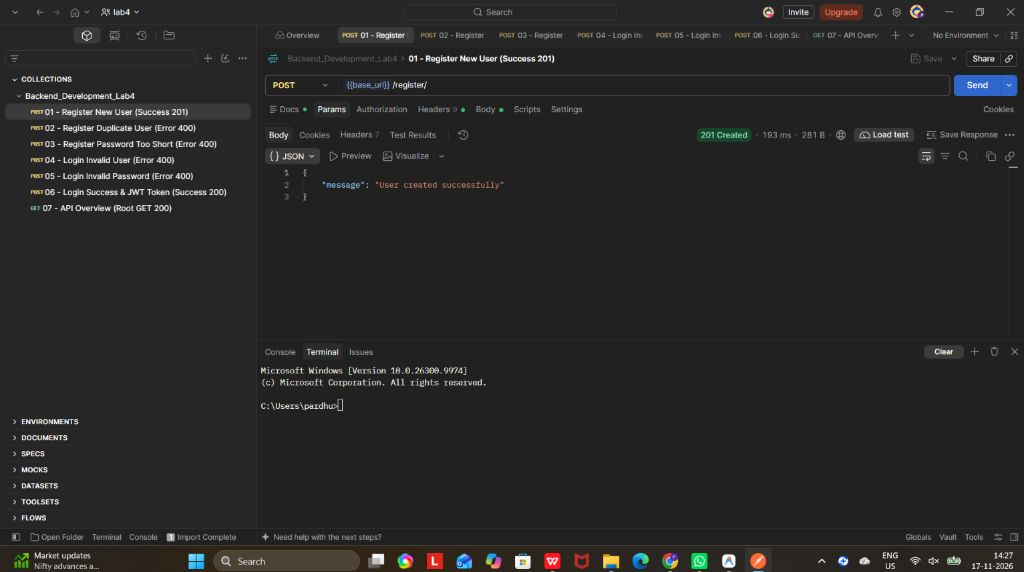 lab4
Search
Invite
Upgrade
Overview
POST 01 - Register
POST 02 - Register
POST 03 - Register
POST 04 - Login In
POST 05 - Login In
POST 06 - Login Su
GET 07 - API Overv
No Environment
Backend_Development_Lab4 > 01 - Register New User (Success 201)
Save
Share
COLLECTIONS
Backend_Development_Lab4
POST 01 - Register New User (Success 201)
POST 02 - Register Duplicate User (Error 400)
POST 03 - Register Password Too Short (Error 400)
POST 04 - Login Invalid User (Error 400)
POST 05 - Login Invalid Password (Error 400)
POST 06 - Login Success & JWT Token (Success 200)
GET 07 - API Overview (Root GET 200)
ENVIRONMENTS
DOCUMENTS
SPECS
MOCKS
DATASETS
TOOLSETS
FLOWS
POST
{{base_url}} /register/
Send
Docs
Params
Authorization
Headers 9
Body
Scripts
Settings
Cookies
Body
Cookies
Headers 7
Test Results
201 Created · 193 ms · 281 B
Load test
Save Response
{} JSON
Preview
Visualize
1 {
2 "message": "User created successfully"
3 }
Console
Terminal
Issues
Clear
Microsoft Windows [Version 10.0.26300.9974]
(c) Microsoft Corporation. All rights reserved.
C:\Users\pardhu>
Open Folder
Terminal
Console
1 Import Complete
Need help with the next steps?
Globals
Vault
Tools
Market updates
Nifty advances a...
Search
ENG
US
14:27
17-11-2026